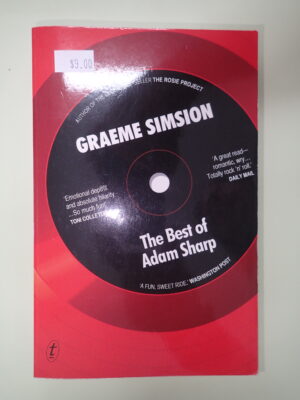 $9.00
AUTHOR OF THE SELLER THE ROSIE PROJECT
GRAEME SIMSION
'A great read—
romantic, wry ...
Totally rock 'n' roll.'
DAILY MAIL
'Emotional depth
and absolute hilarity
...So much fun
TONI COLLETTE
The Best of
Adam Sharp
'A FUN, SWEET RIDE.' WASHINGTON POST
t